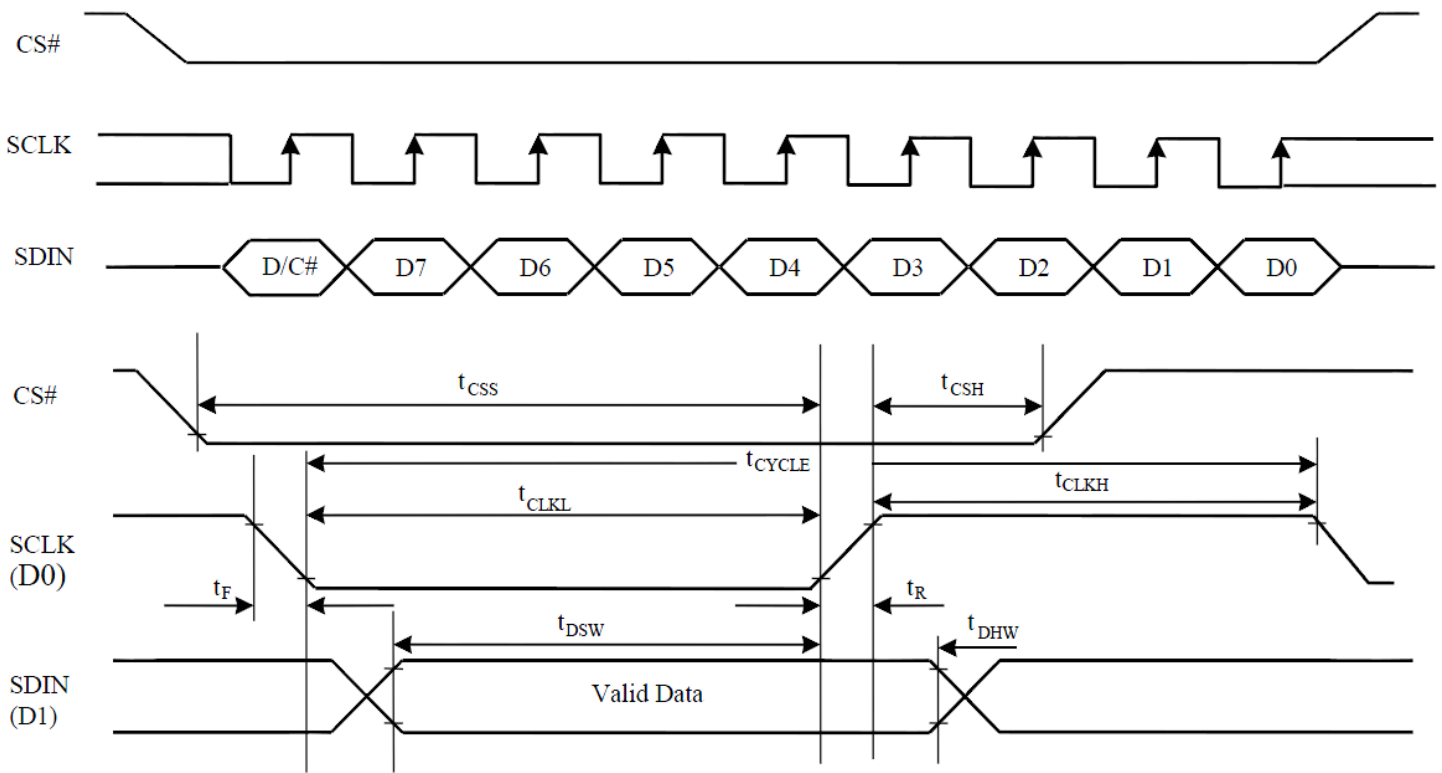 CS#
SCLK
SDIN
D/C# D7 D6 D5 D4 D3 D2 D1 D0
CS#
tCSS
tCSH
tCYCLE
tCLKL
tCLKH
SCLK
(D0)
tF
tR
tDSW
tDHW
SDIN
(D1)
Valid Data